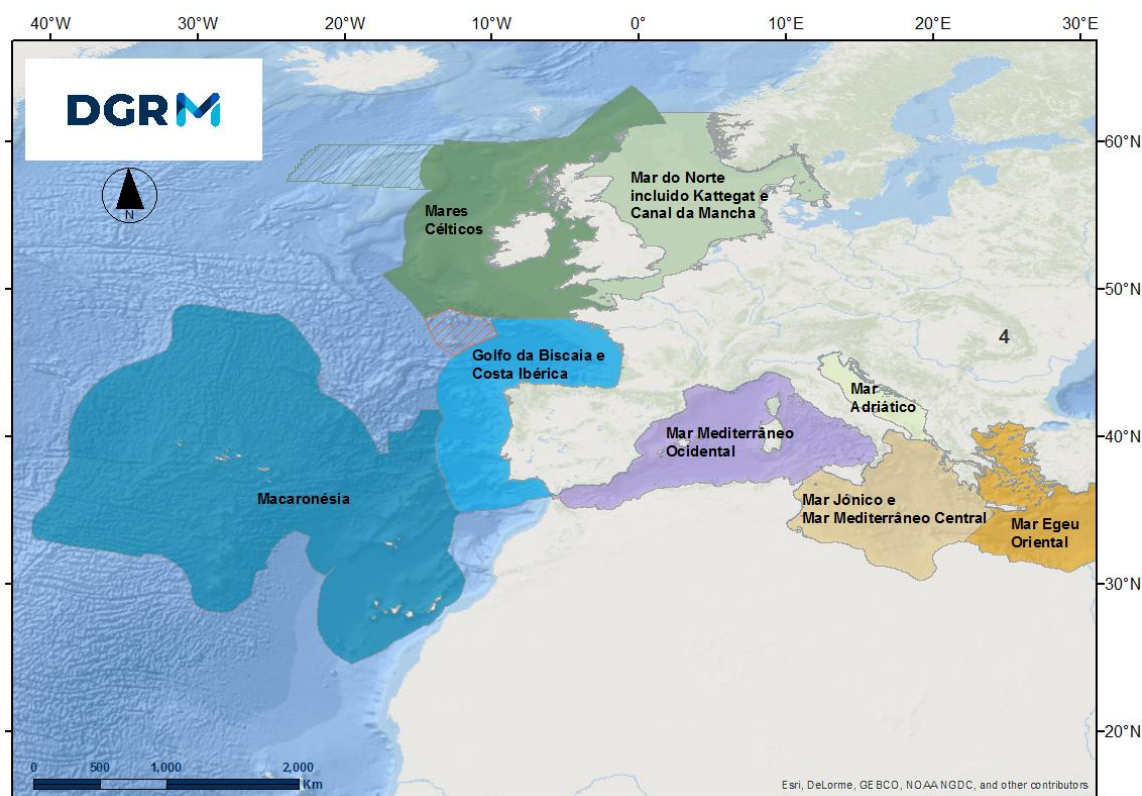 40°W 30°W 20°W 10°W 0° 10°E 20°E 30°E
DGRM
N
60°N
50°N
40°N
30°N
20°N
Mares
Célticos
Mar do Norte
incluido Kattegat e
Canal da Mancha
4
Golfo da Biscaia e
Costa Ibérica
Mar
Adriático
Mar Mediterrâneo
Ocidental
Macaronésia
Mar Jónico e
Mar Mediterrâneo Central
Mar Egeu
Oriental
0 500 1,000 2,000
Km
Esri, DeLorme, GEBCO, NOAA NGDC, and other contributors